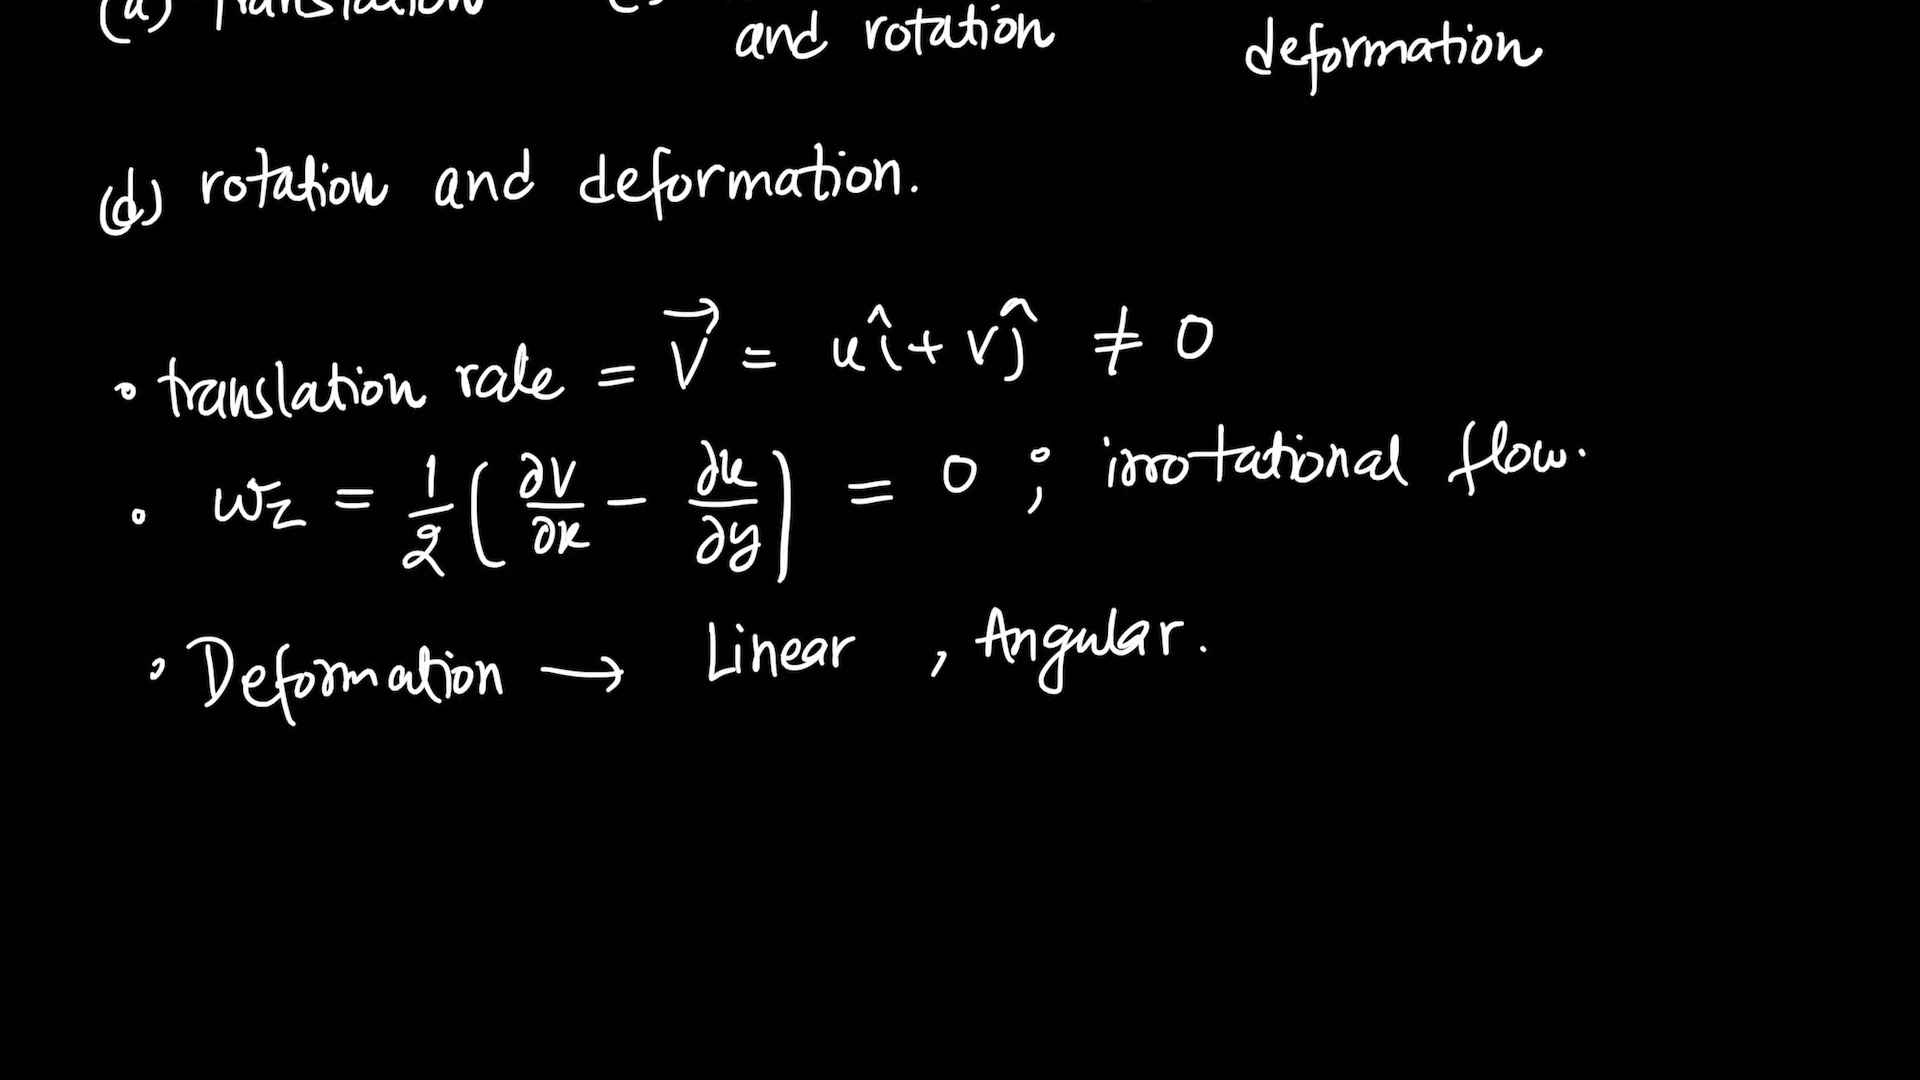 (a) Translation
and rotation deformation
(d) rotation and deformation.
• translation rate = V⃗ = uî + vĵ ≠ 0
• ωz = 1/2 ( ∂v/∂x − ∂u/∂y ) = 0 ; irrotational flow.
• Deformation → Linear , Angular.